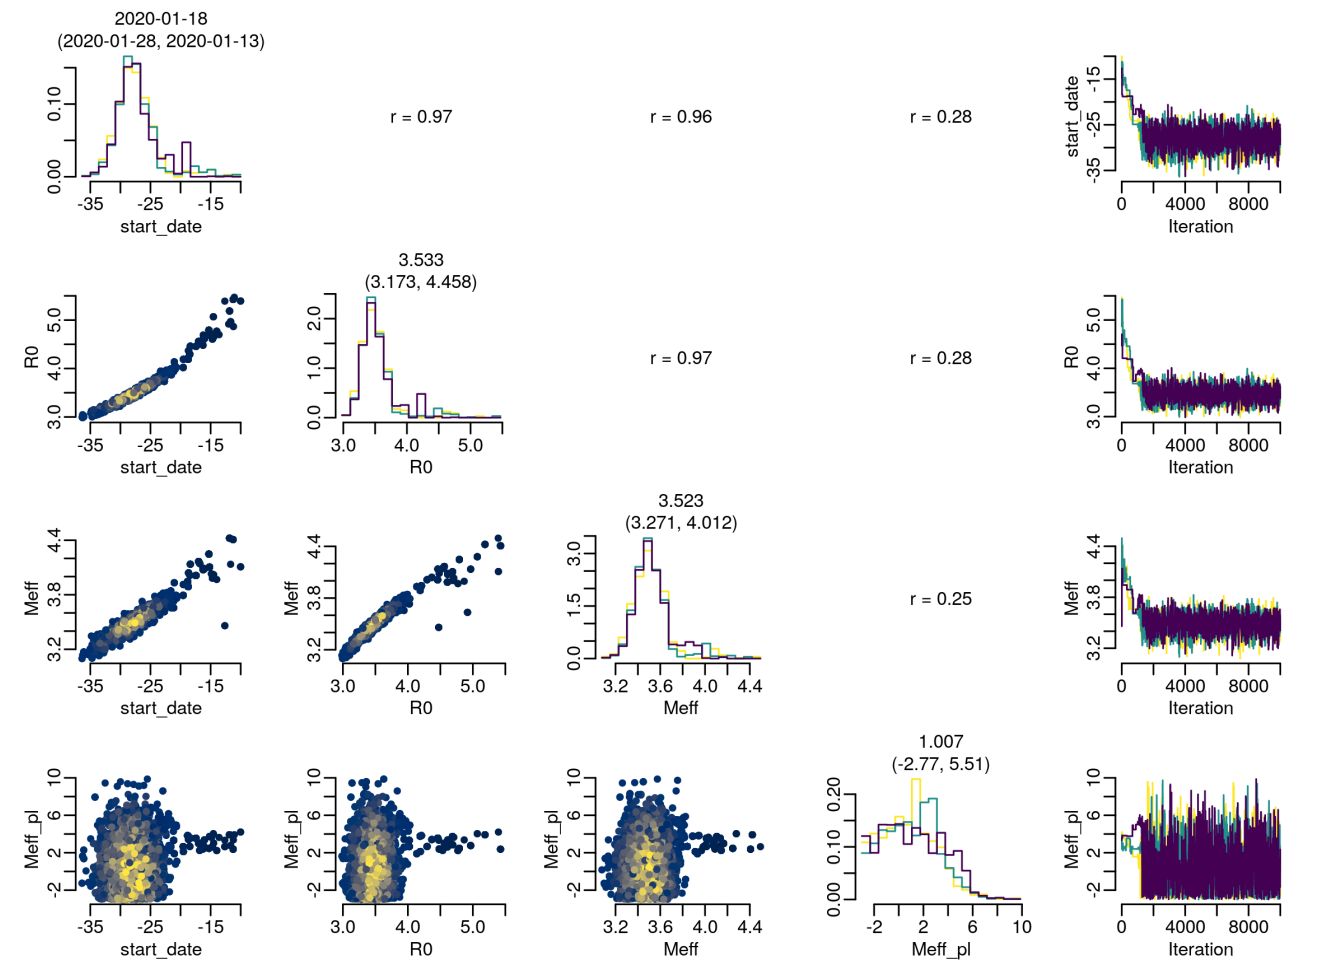 2020-01-18
(2020-01-28, 2020-01-13)
0.00 0.10
-35 -25 -15
start_date
r = 0.97
r = 0.96
r = 0.28
start_date
-35 -25 -15
0 4000 8000
Iteration
R0
3.0 4.0 5.0
-35 -25 -15
start_date
3.533
(3.173, 4.458)
0.0 1.0 2.0
3.0 4.0 5.0
R0
r = 0.97
r = 0.28
R0
3.0 4.0 5.0
0 4000 8000
Iteration
Meff
3.2 3.8 4.4
-35 -25 -15
start_date
Meff
3.2 3.8 4.4
3.0 4.0 5.0
R0
3.523
(3.271, 4.012)
0.0 1.5 3.0
3.2 3.6 4.0 4.4
Meff
r = 0.25
Meff
3.2 3.8 4.4
0 4000 8000
Iteration
Meff_pl
-2 2 6 10
-35 -25 -15
start_date
Meff_pl
-2 2 6 10
3.0 4.0 5.0
R0
Meff_pl
-2 2 6 10
3.2 3.6 4.0 4.4
Meff
1.007
(-2.77, 5.51)
0.00 0.10 0.20
-2 2 6 10
Meff_pl
Meff_pl
-2 2 6 10
0 4000 8000
Iteration